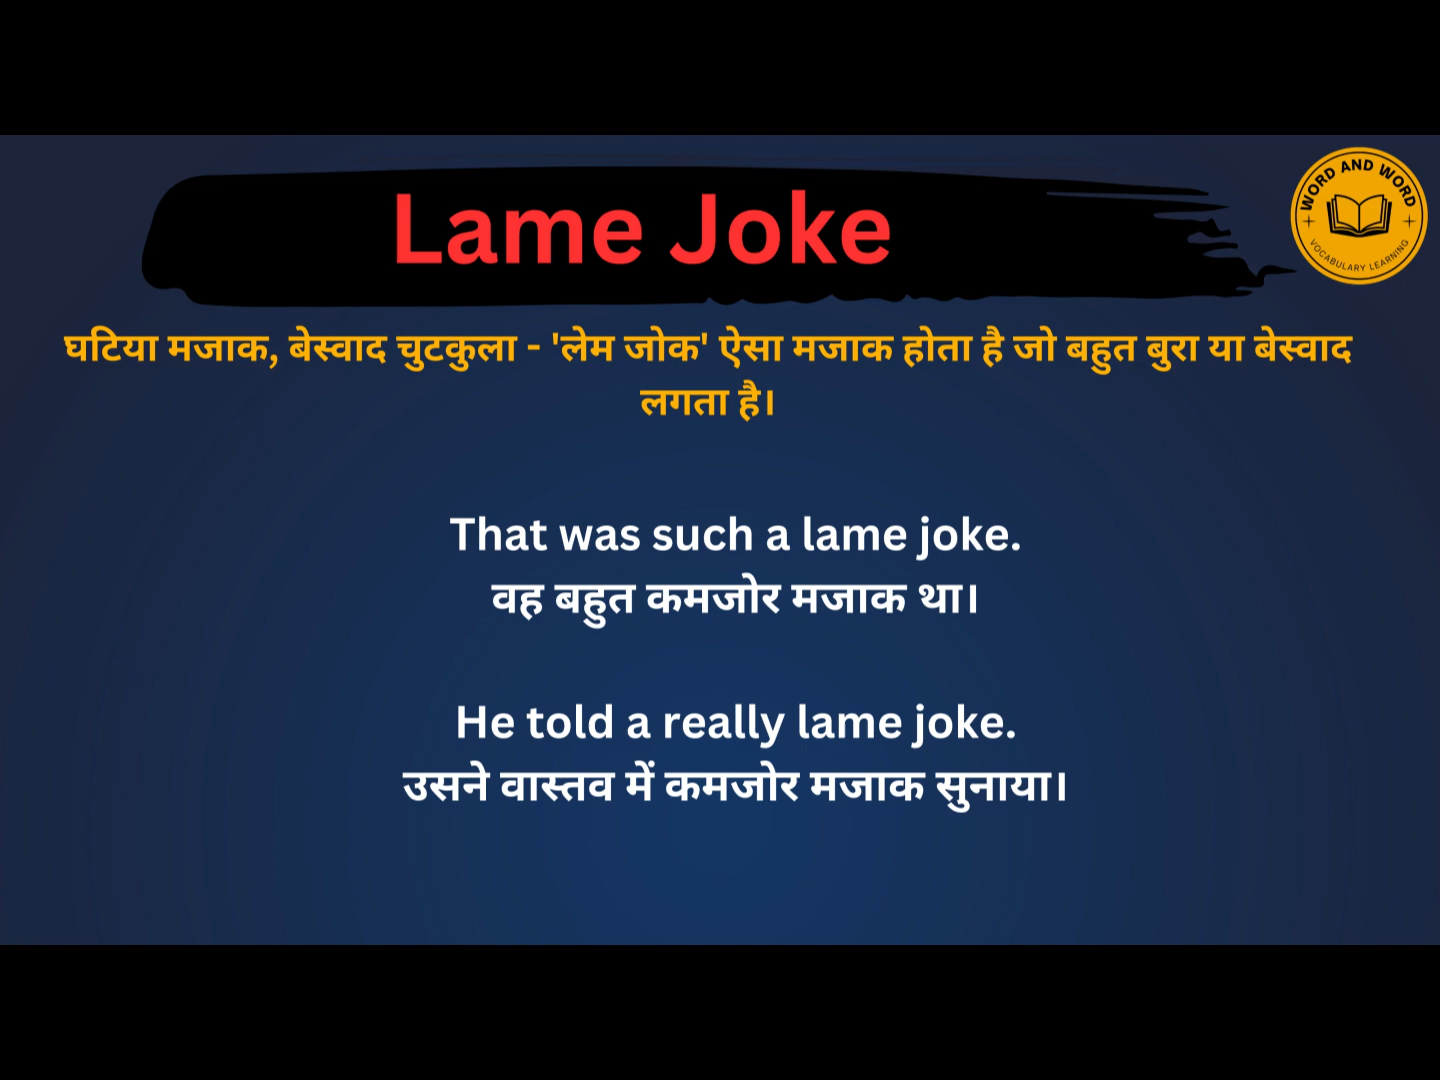 Lame Joke
WORD AND WORD
VOCABULARY LEARNING
घटिया मजाक, बेस्वाद चुटकुला - 'लेम जोक' ऐसा मजाक होता है जो बहुत बुरा या बेस्वाद
लगता है।
That was such a lame joke.
वह बहुत कमजोर मजाक था।
He told a really lame joke.
उसने वास्तव में कमजोर मजाक सुनाया।